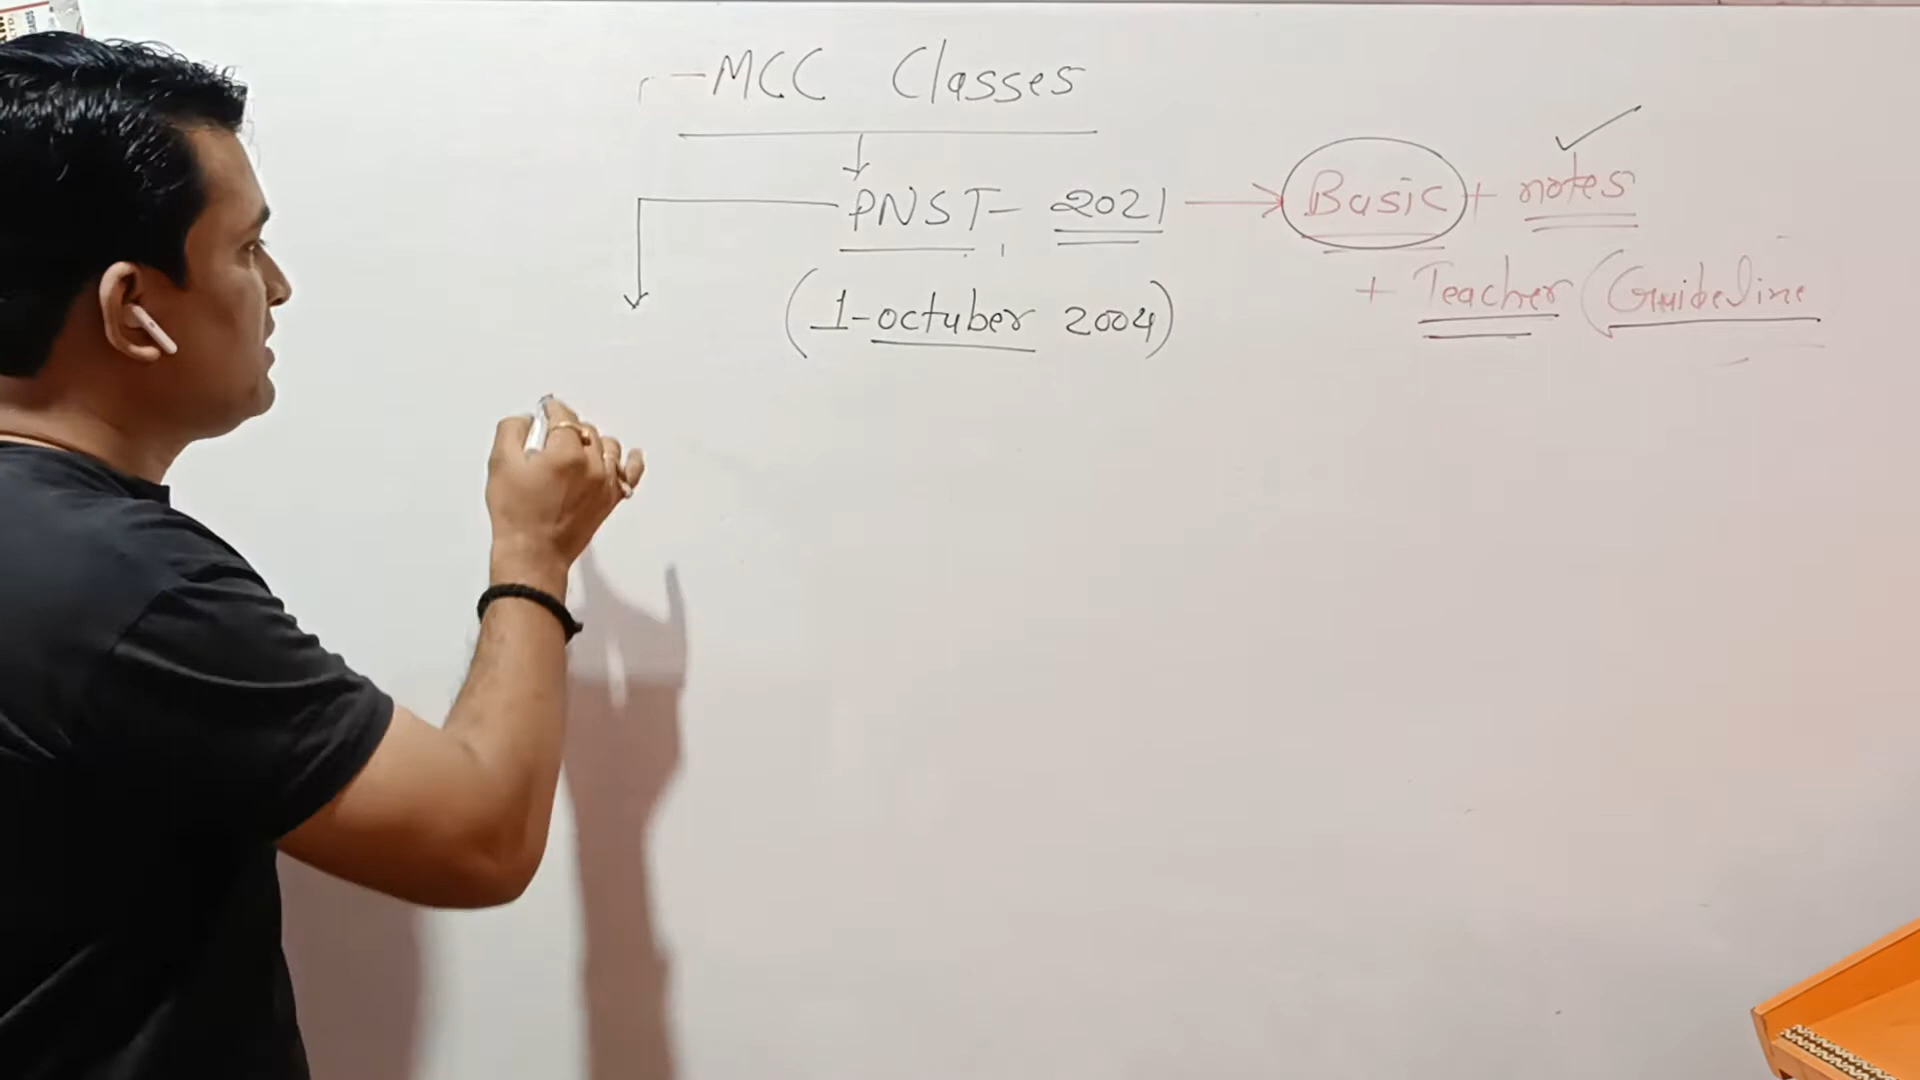 MCC Classes
PNST - 2021 → Basic + notes ✓
+ Teacher (Guideline
(1-octuber 2004)